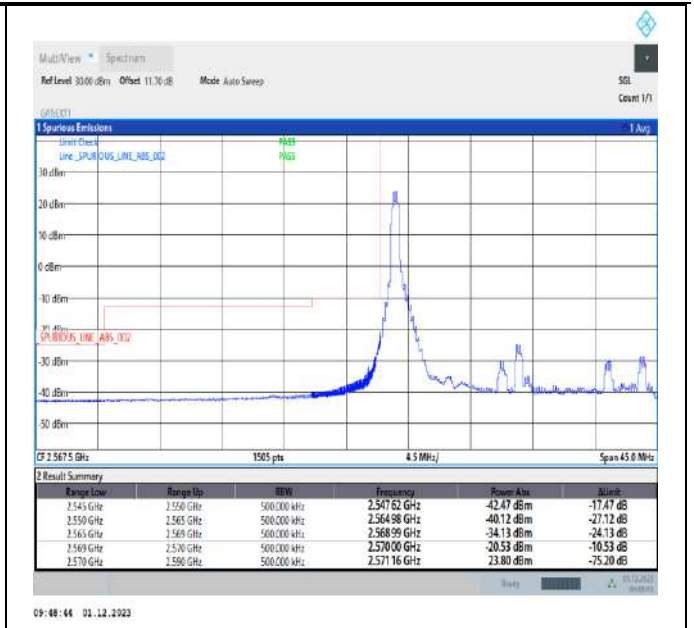 MultiView Spectrum
Ref Level 30.00 dBm Offset 11.70 dB Mode Auto Sweep SGL
Count 1/1
1 Spurious Emissions 1 Avg
Limit Check PASS
Line _SPURIOUS_LINE_ABS_002 PASS
30 dBm
20 dBm
10 dBm
0 dBm
-10 dBm
-20 dBm
_SPURIOUS_LINE_ABS_002
-30 dBm
-40 dBm
-50 dBm
CF 2.5675 GHz 1505 pts 4.5 MHz/ Span 45.0 MHz
2 Result Summary
Range Low Range Up RBW Frequency Power Abs ΔLimit
2.545 GHz 2.550 GHz 500.000 kHz 2.54762 GHz -42.47 dBm -17.47 dB
2.550 GHz 2.565 GHz 500.000 kHz 2.56498 GHz -40.12 dBm -27.12 dB
2.565 GHz 2.569 GHz 500.000 kHz 2.56899 GHz -34.13 dBm -24.13 dB
2.569 GHz 2.570 GHz 500.000 kHz 2.57000 GHz -20.53 dBm -10.53 dB
2.570 GHz 2.590 GHz 500.000 kHz 2.57116 GHz 23.80 dBm -75.20 dB
Ready
09:48:44 01.12.2023